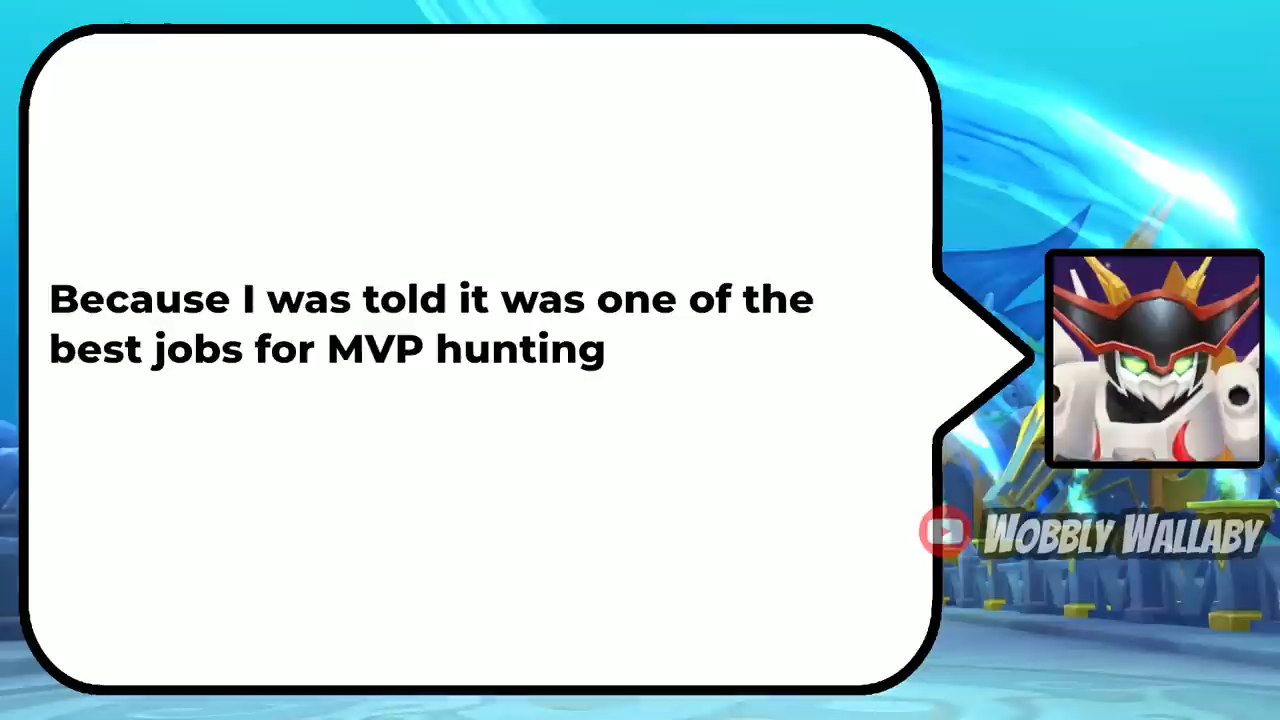 Because I was told it was one of the
best jobs for MVP hunting
WOBBLY WALLABY